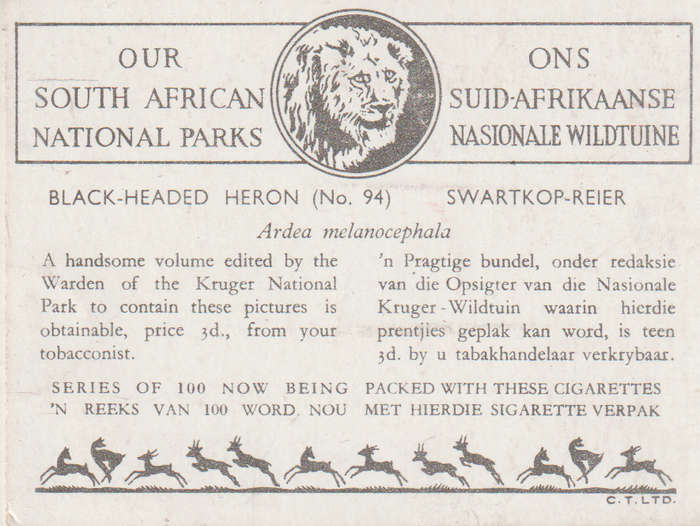 OUR
SOUTH AFRICAN
NATIONAL PARKS
ONS
SUID-AFRIKAANSE
NASIONALE WILDTUINE
BLACK-HEADED HERON (No. 94) SWARTKOP-REIER
Ardea melanocephala
A handsome volume edited by the
Warden of the Kruger National
Park to contain these pictures is
obtainable, price 3d., from your
tobacconist.
'n Pragtige bundel, onder redaksie
van die Opsigter van die Nasionale
Kruger-Wildtuin waarin hierdie
prentjies geplak kan word, is teen
3d. by u tabakhandelaar verkrybaar.
SERIES OF 100 NOW BEING PACKED WITH THESE CIGARETTES
'N REEKS VAN 100 WORD NOU MET HIERDIE SIGARETTE VERPAK
C.T. LTD.